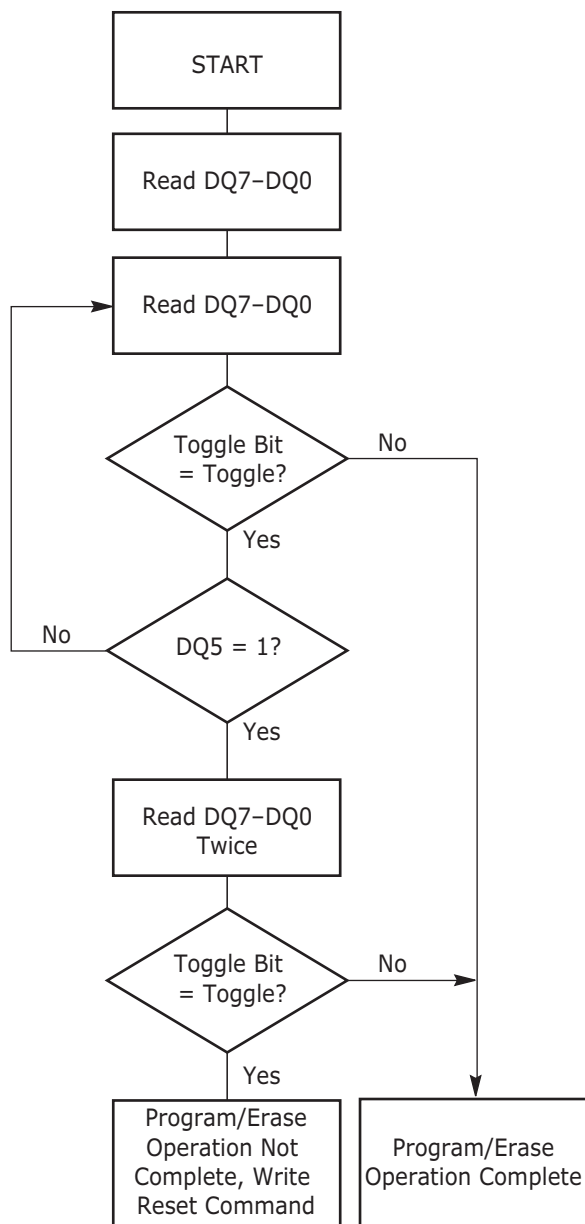 START
Read DQ7–DQ0
Read DQ7–DQ0
Toggle Bit
= Toggle?
No
Yes
No
DQ5 = 1?
Yes
Read DQ7–DQ0
Twice
Toggle Bit
= Toggle?
No
Yes
Program/Erase
Operation Not
Complete, Write
Reset Command
Program/Erase
Operation Complete